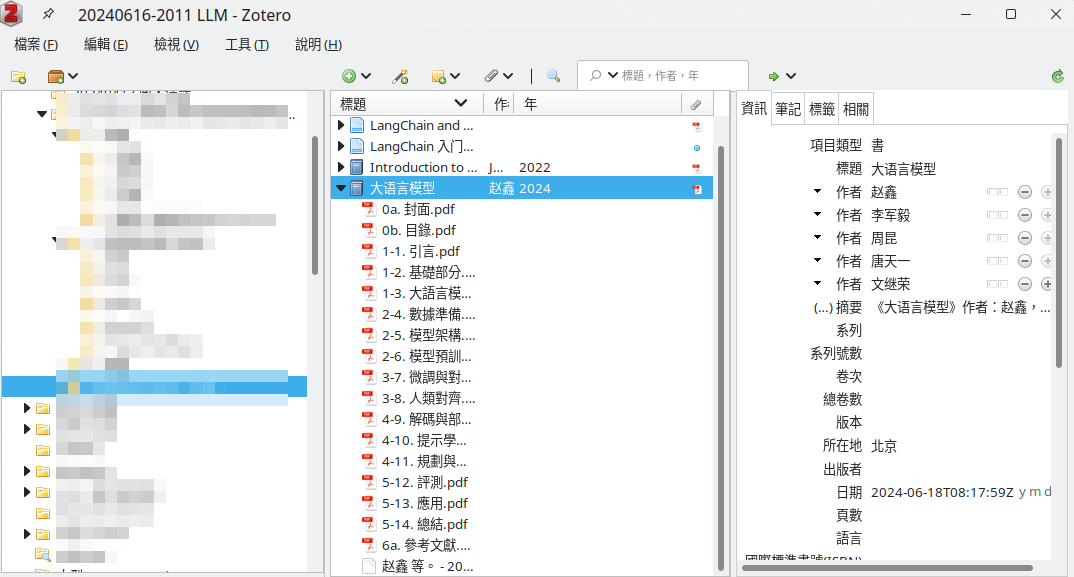 20240616-2011 LLM - Zotero
檔案 (F) 編輯 (E) 檢視 (V) 工具 (T) 說明 (H)
標題，作者，年
..
標題 作: 年
LangChain and ...
LangChain 入门...
Introduction to ... J... 2022
大语言模型 赵鑫 2024
0a. 封面.pdf
0b. 目錄.pdf
1-1. 引言.pdf
1-2. 基礎部分....
1-3. 大語言模...
2-4. 數據準備....
2-5. 模型架構....
2-6. 模型預訓...
3-7. 微調與對...
3-8. 人類對齊....
4-9. 解碼與部...
4-10. 提示學...
4-11. 規劃與...
5-12. 評測.pdf
5-13. 應用.pdf
5-14. 總結.pdf
6a. 參考文獻....
赵鑫 等。 - 20...
資訊 筆記 標籤 相關
項目類型 書
標題 大语言模型
作者 赵鑫
作者 李军毅
作者 周昆
作者 唐天一
作者 文继荣
(...) 摘要 《大语言模型》作者：赵鑫，...
系列
系列號數
卷次
總卷數
版本
所在地 北京
出版者
日期 2024-06-18T08:17:59Z y m d
頁數
語言
國際標準書號(ISBN)